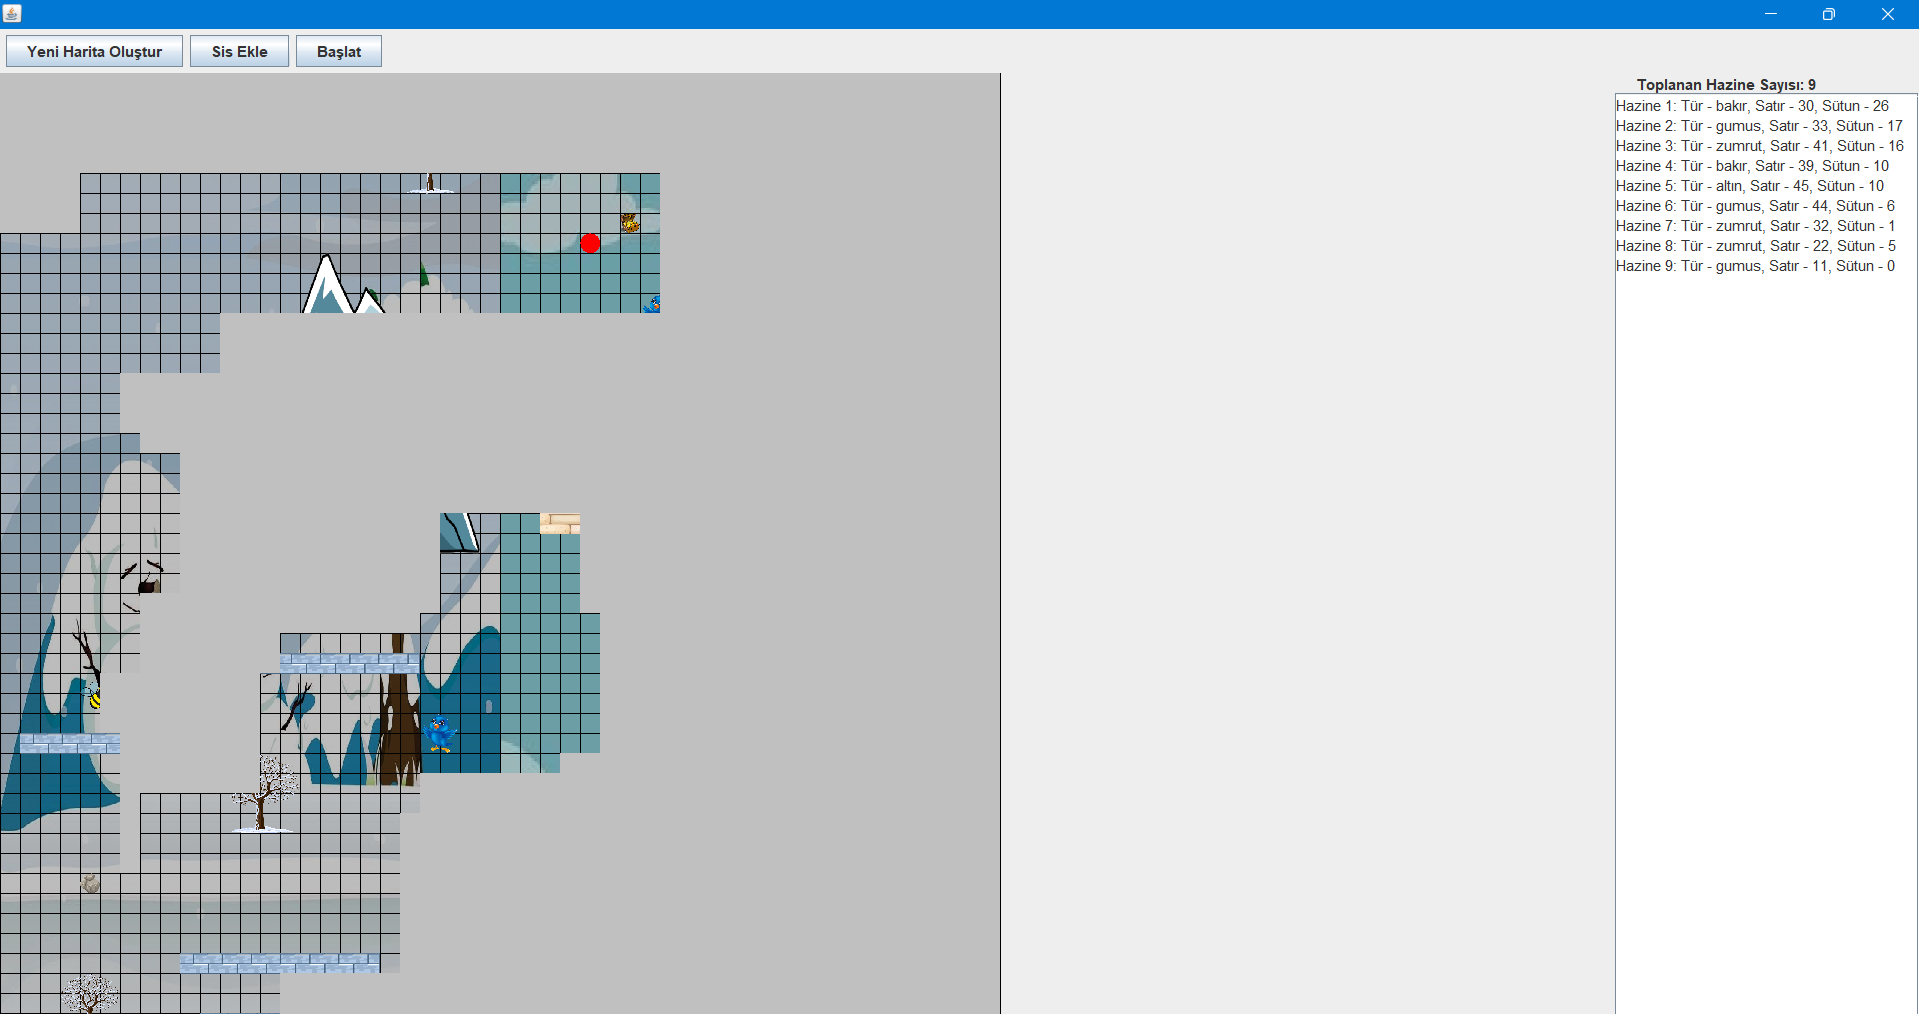 Yeni Harita Oluştur
Sis Ekle
Başlat
Toplanan Hazine Sayısı: 9
Hazine 1: Tür - bakır, Satır - 30, Sütun - 26
Hazine 2: Tür - gumus, Satır - 33, Sütun - 17
Hazine 3: Tür - zumrut, Satır - 41, Sütun - 16
Hazine 4: Tür - bakır, Satır - 39, Sütun - 10
Hazine 5: Tür - altın, Satır - 45, Sütun - 10
Hazine 6: Tür - gumus, Satır - 44, Sütun - 6
Hazine 7: Tür - zumrut, Satır - 32, Sütun - 1
Hazine 8: Tür - zumrut, Satır - 22, Sütun - 5
Hazine 9: Tür - gumus, Satır - 11, Sütun - 0